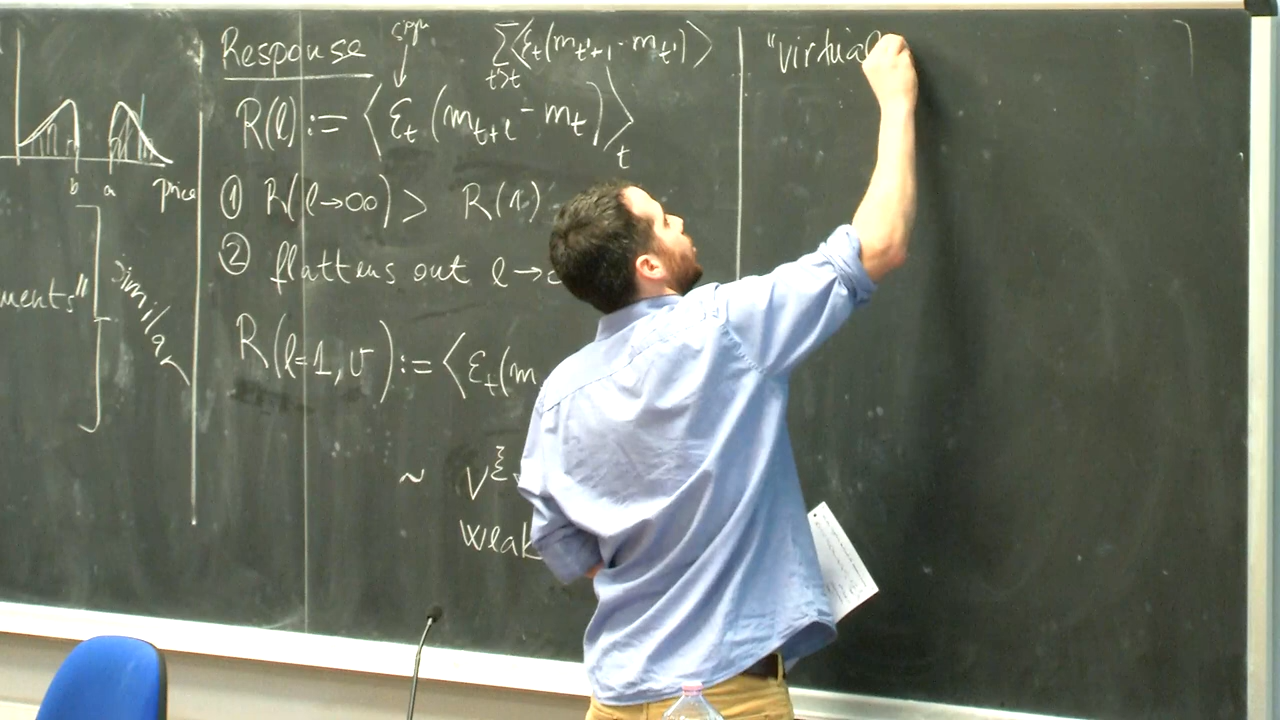 b a price
ments"
similar
Response
sign
∑⟨ε_t(m_{t'+1} - m_{t'})⟩
t'>t
R(ℓ) := ⟨ε_t (m_{t+ℓ} - m_t)⟩_t
① R(ℓ→∞) > R(1)
② flattens out ℓ→
R(ℓ=1, v) := ⟨ε_t(m
~ v^ξ
weak
"virtual